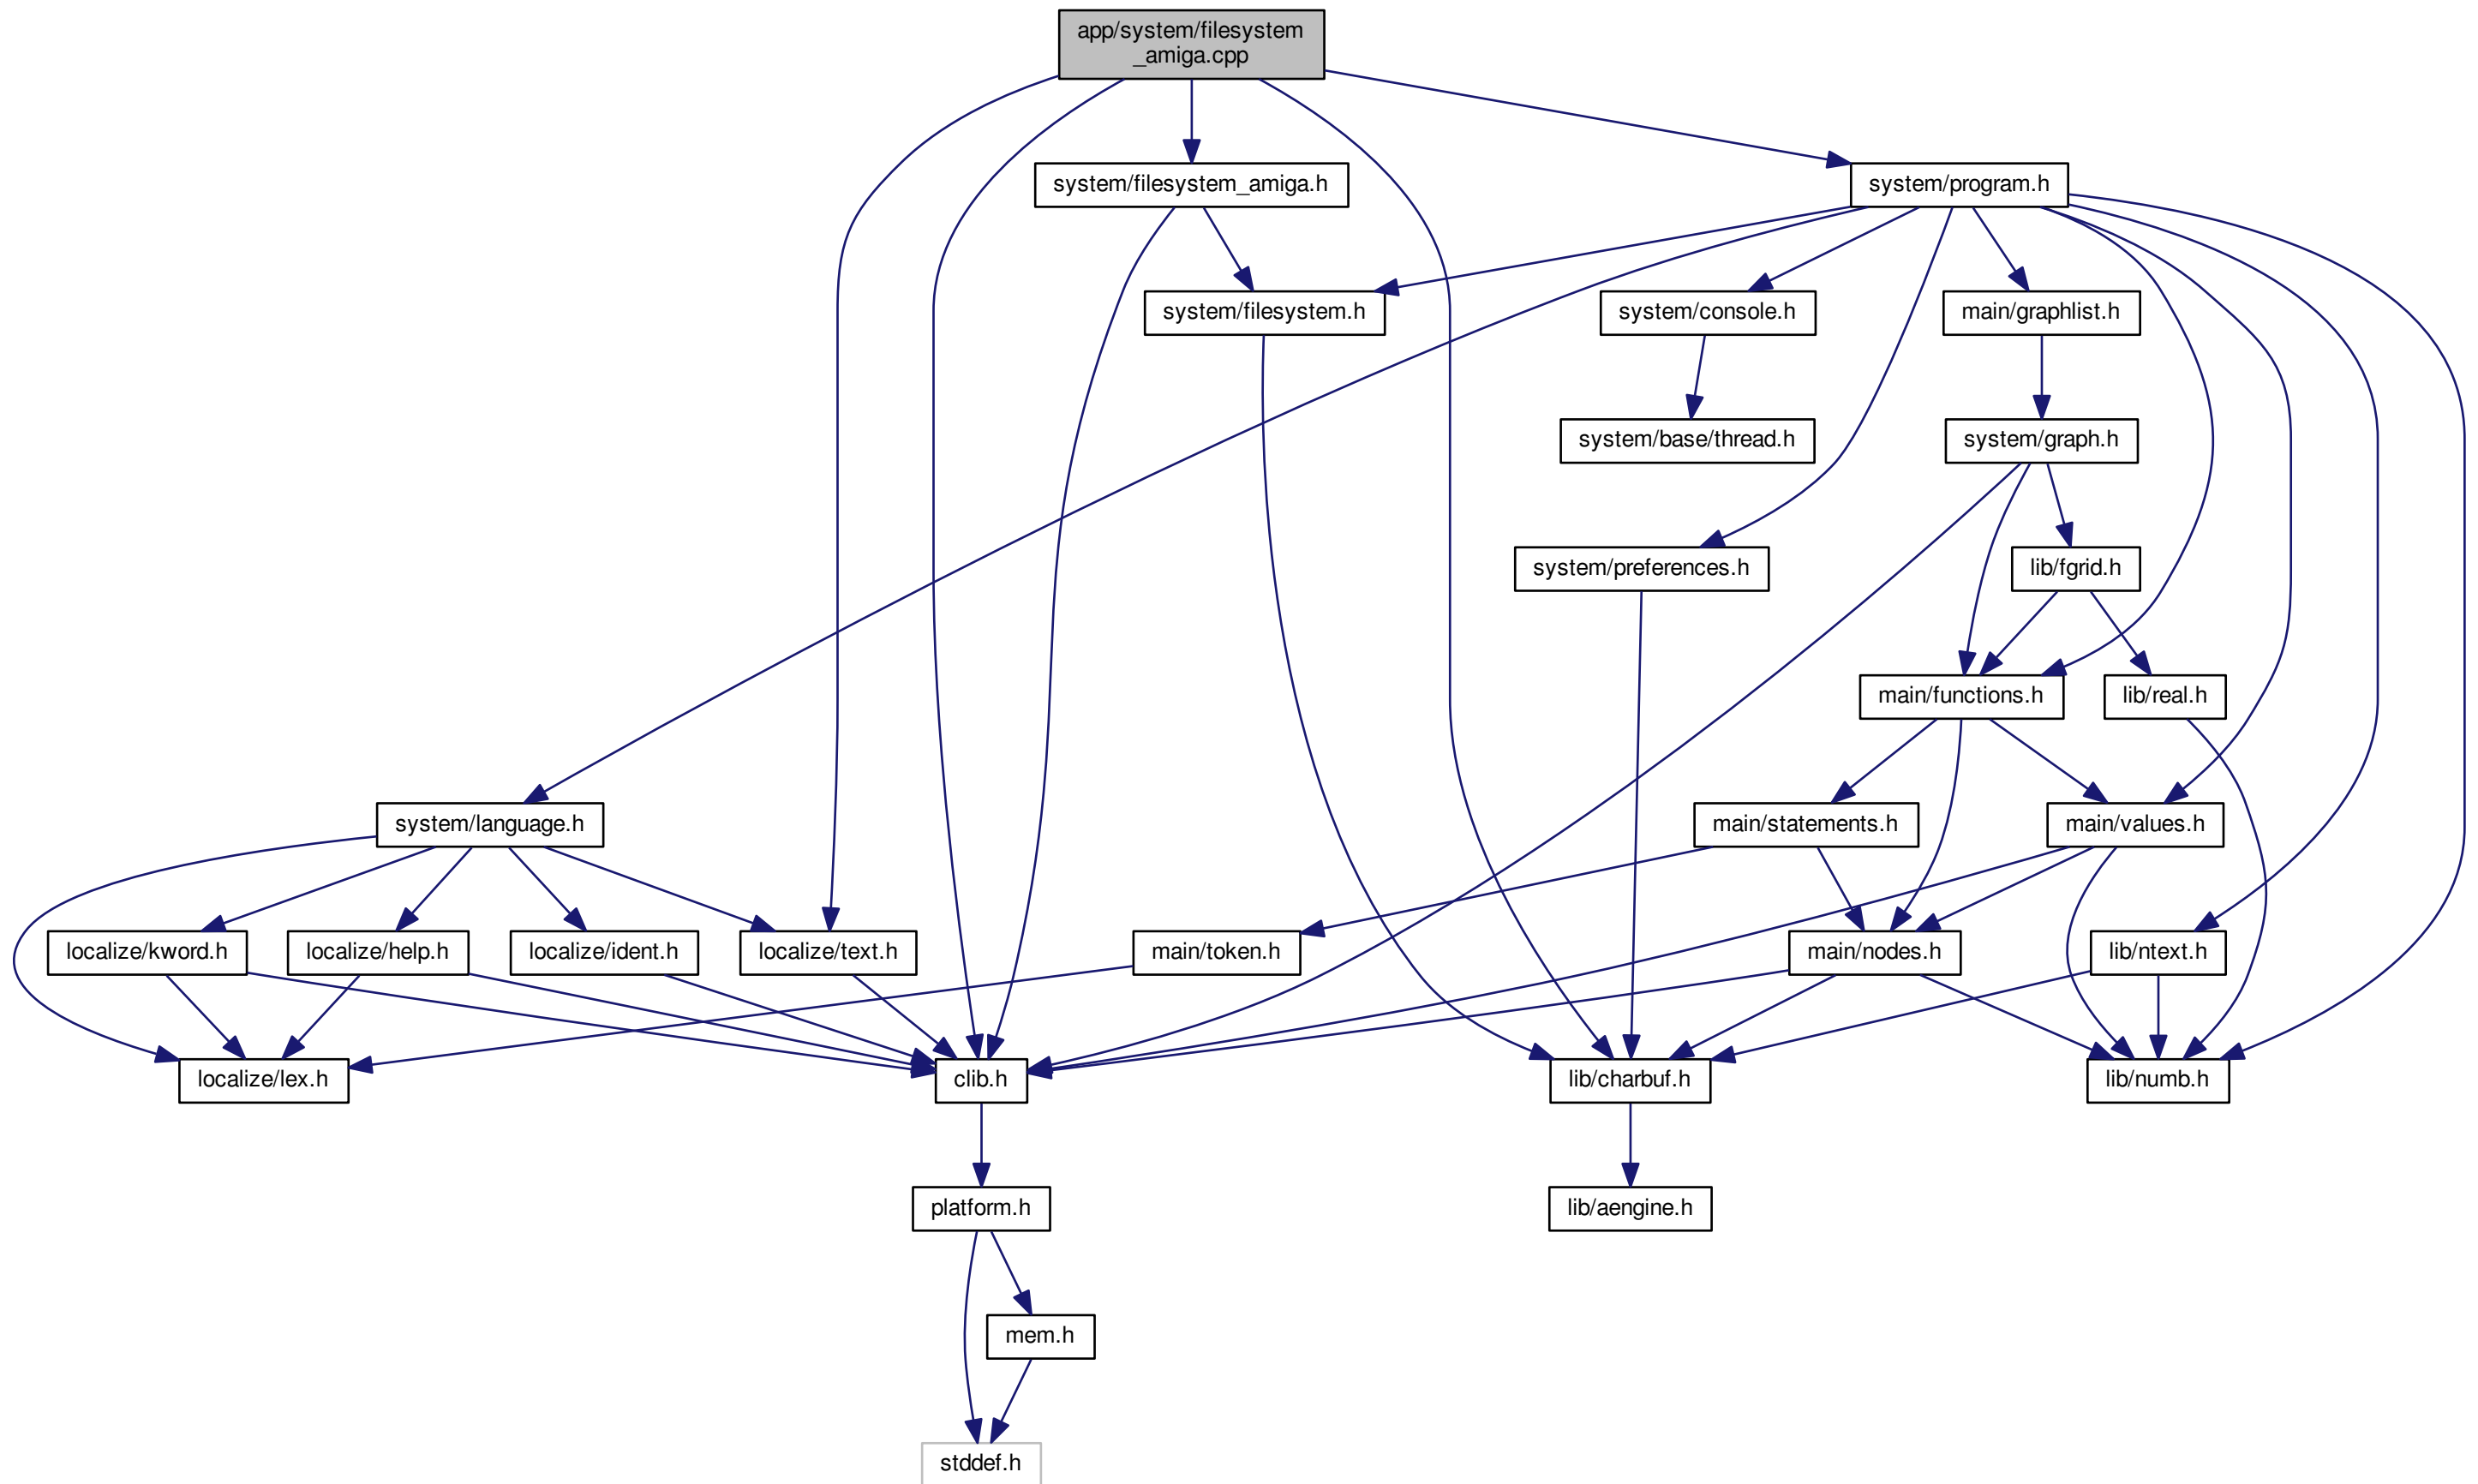 app/system/filesystem
_amiga.cpp
system/filesystem_amiga.h
system/program.h
system/filesystem.h
system/console.h
main/graphlist.h
system/base/thread.h
system/graph.h
system/preferences.h
lib/fgrid.h
main/functions.h
lib/real.h
system/language.h
main/statements.h
main/values.h
localize/kword.h
localize/help.h
localize/ident.h
localize/text.h
main/token.h
main/nodes.h
lib/ntext.h
localize/lex.h
clib.h
lib/charbuf.h
lib/numb.h
platform.h
lib/aengine.h
mem.h
stddef.h